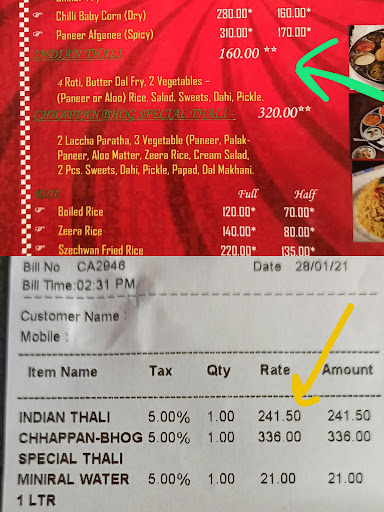 Chilli Baby Corn (Dry) 280.00* 160.00*
Paneer Afganee (Spicy) 310.00* 170.00*
INDIAN THALI 160.00 **
4 Roti, Butter Dal Fry, 2 Vegetables -
(Paneer or Aloo) Rice, Salad, Sweets, Dahi, Pickle.
CHHAPPAN BHOG SPECIAL THALI - 320.00**
2 Laccha Paratha, 3 Vegetable (Paneer, Palak-
Paneer, Aloo Matter, Zeera Rice, Cream Salad,
2 Pcs. Sweets, Dahi, Pickle, Papad, Dal Makhani.
RICE Full Half
Boiled Rice 120.00* 70.00*
Zeera Rice 140.00* 80.00*
Szechwan Fried Rice 220.00* 135.00*
Bill No CA2946 Date 28/01/21
Bill Time:02:31 PM
Customer Name :
Mobile :
Item Name Tax Qty Rate Amount
INDIAN THALI 5.00% 1.00 241.50 241.50
CHHAPPAN-BHOG 5.00% 1.00 336.00 336.00
SPECIAL THALI
MINIRAL WATER 5.00% 1.00 21.00 21.00
1 LTR